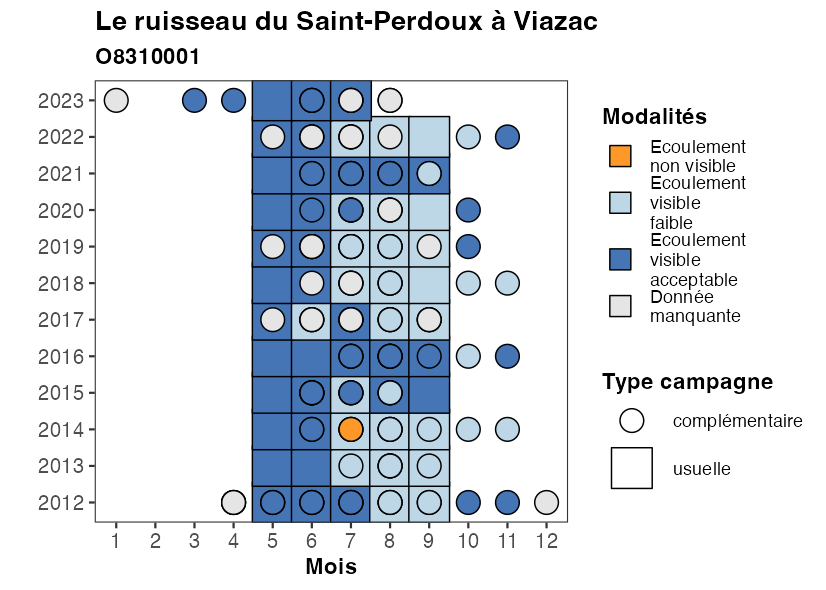 Le ruisseau du Saint-Perdoux à Viazac
O8310001
2023
2022
2021
2020
2019
2018
2017
2016
2015
2014
2013
2012
1 2 3 4 5 6 7 8 9 10 11 12
Mois
Modalités
Ecoulement
non visible
Ecoulement
visible
faible
Ecoulement
visible
acceptable
Donnée
manquante
Type campagne
complémentaire
usuelle